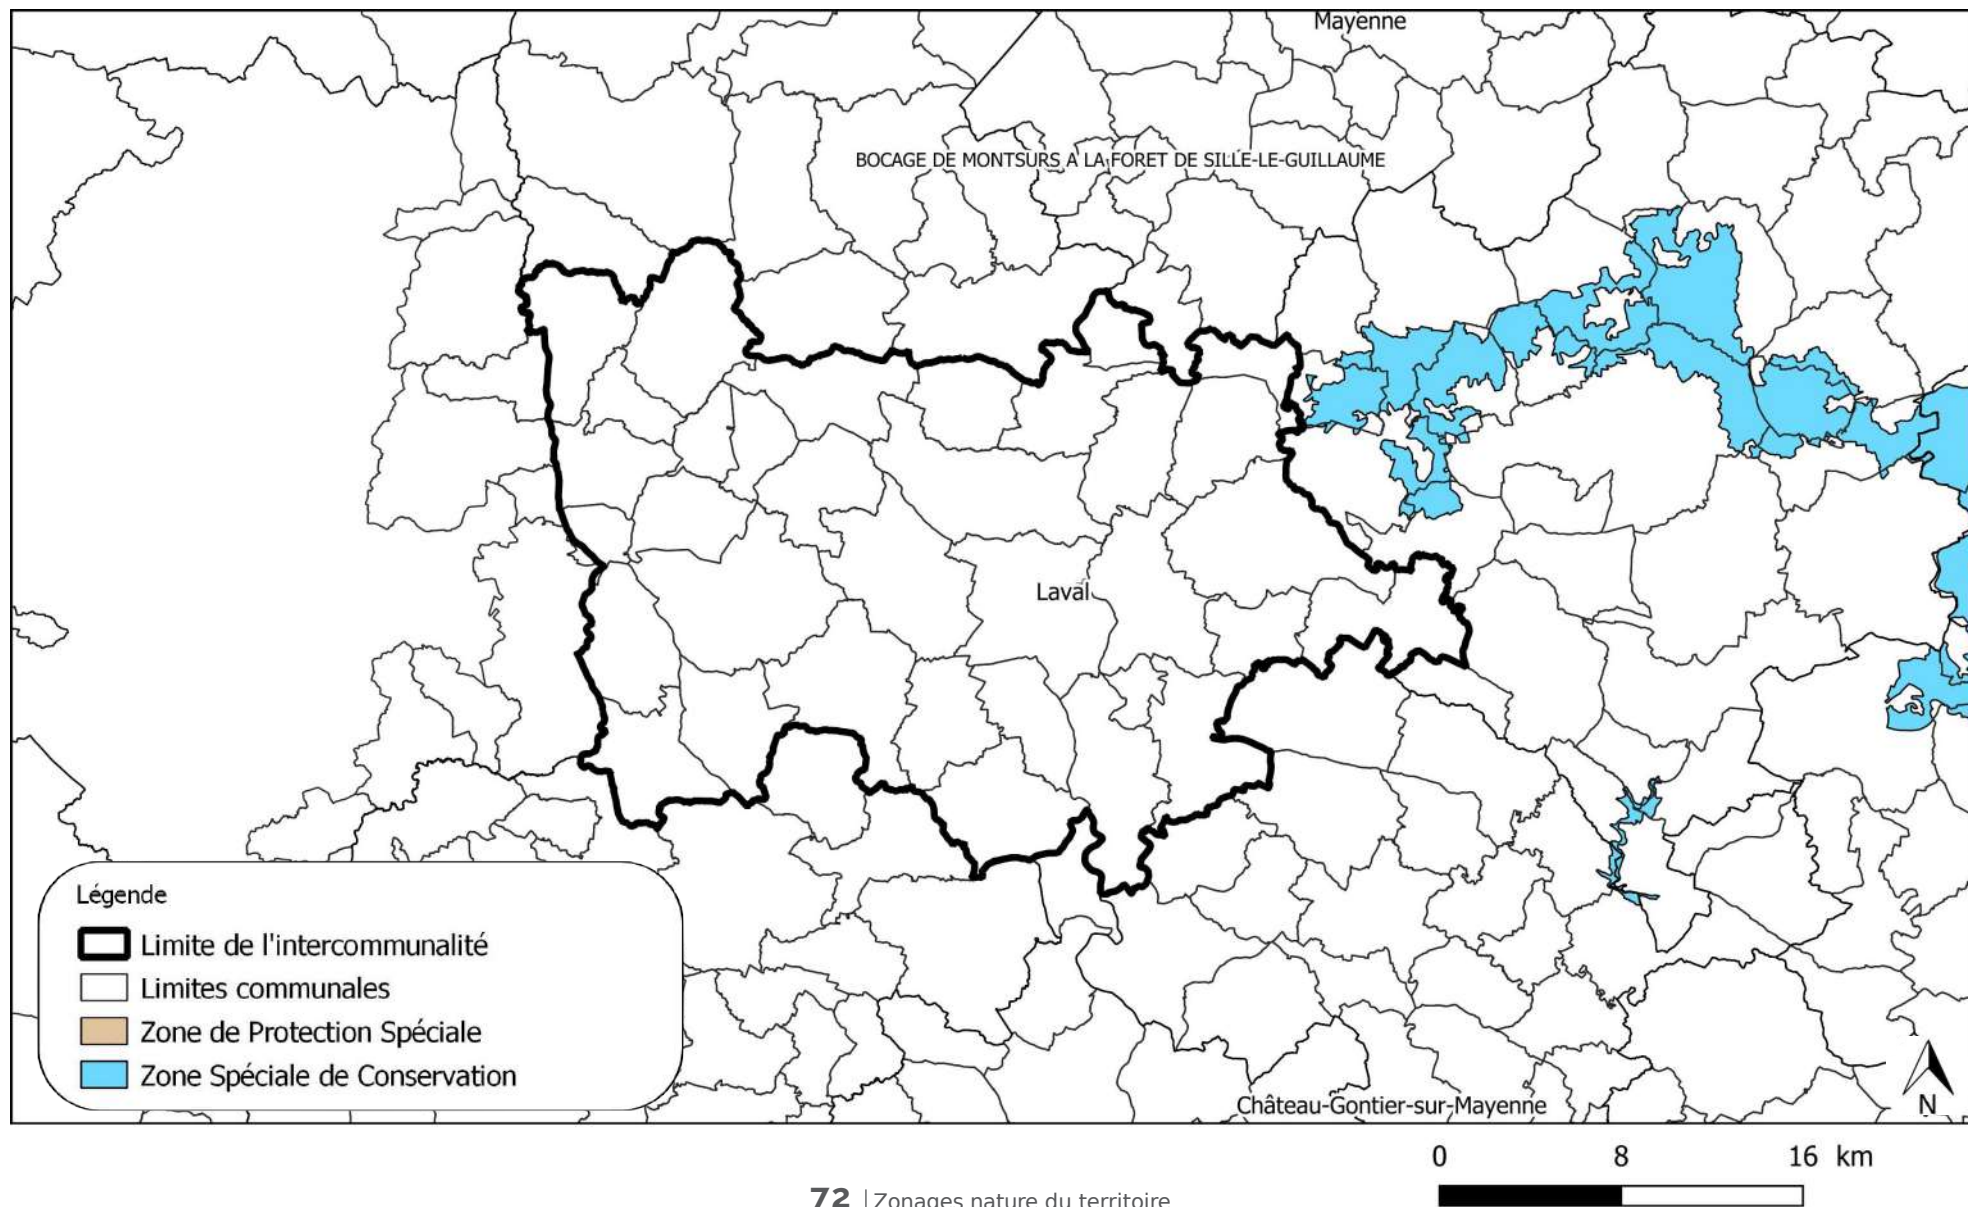 Mayenne
BOCAGE DE MONTSURS A LA FORET DE SILLE-LE-GUILLAUME
Laval
Légende
Limite de l'intercommunalité
Limites communales
Zone de Protection Spéciale
Zone Spéciale de Conservation
Château-Gontier-sur-Mayenne
N
0 8 16 km
72 | Zonages nature du territoire